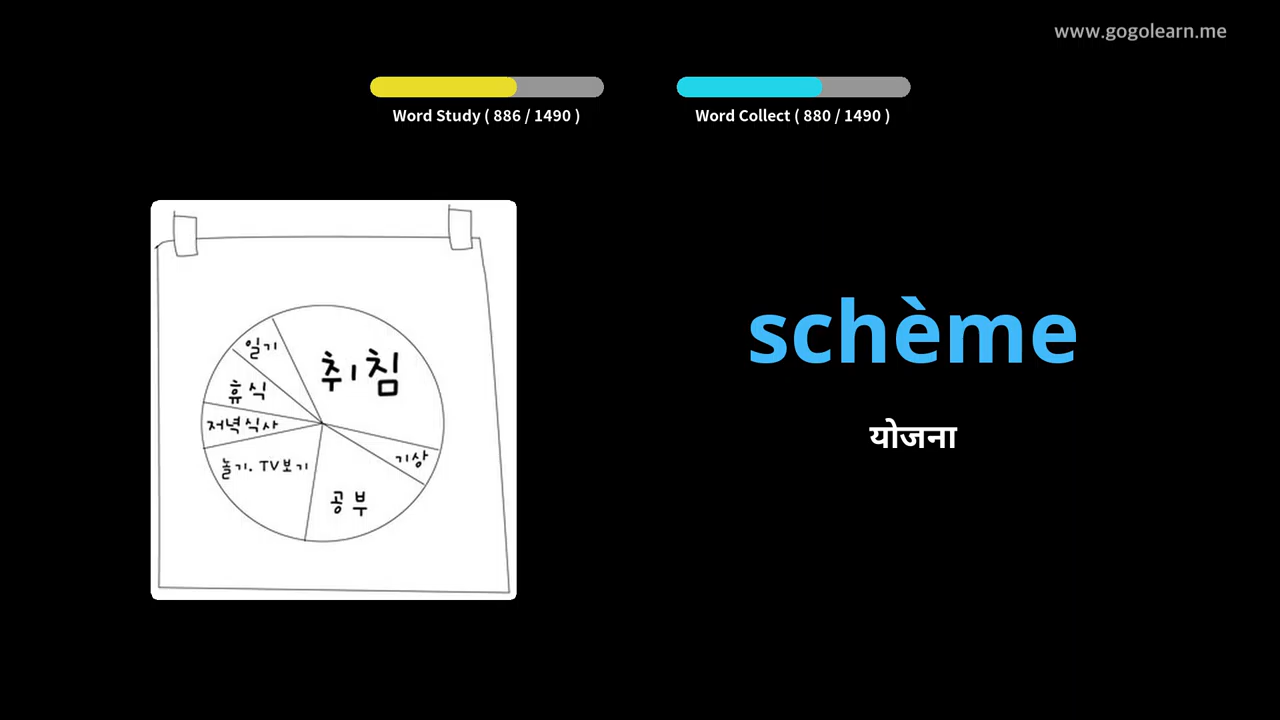 www.gogolearn.me
Word Study ( 886 / 1490 )
Word Collect ( 880 / 1490 )
일기
취침
휴식
저녁식사
놀기. TV보기
기상
공부
schème
योजना